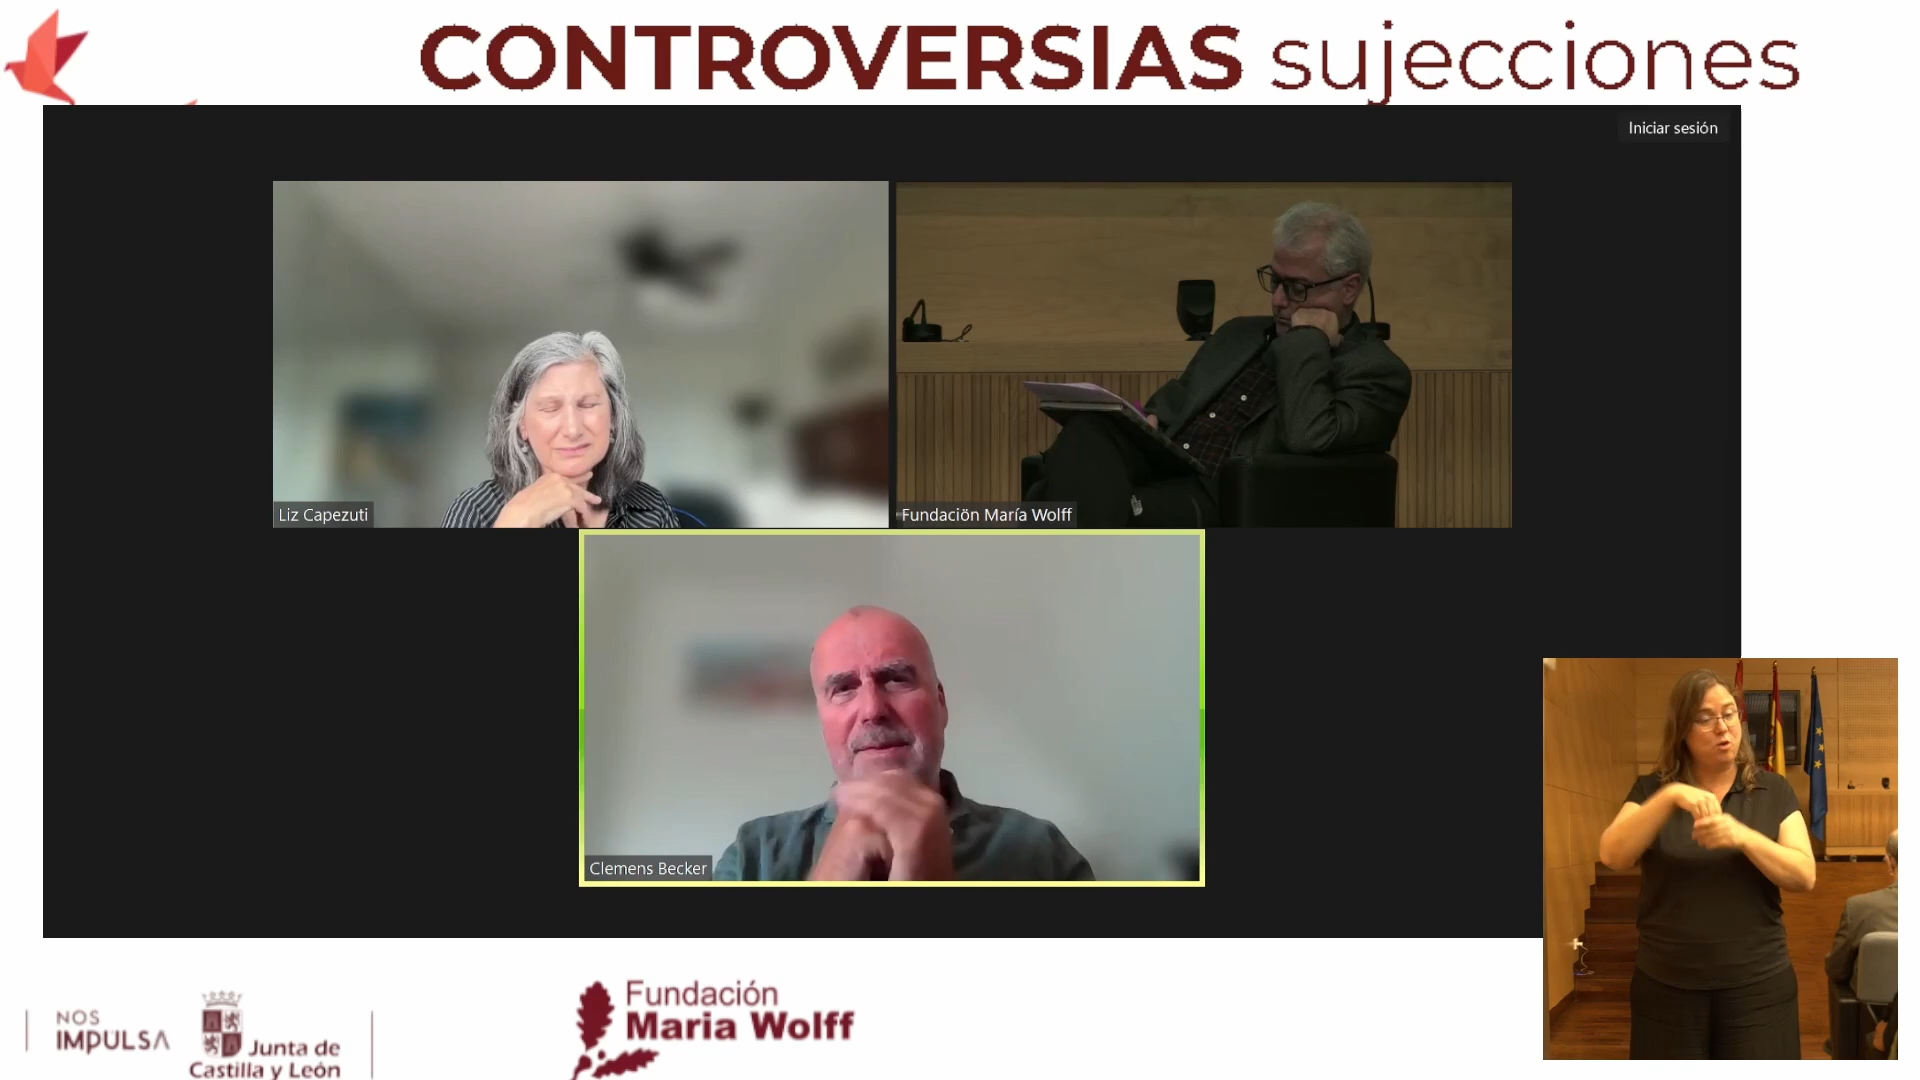 CONTROVERSIAS sujecciones
Iniciar sesión
Liz Capezuti
Fundaciön María Wolff
Clemens Becker
NOS
IMPULSA
Junta de
Castilla y León
Fundación
Maria Wolff